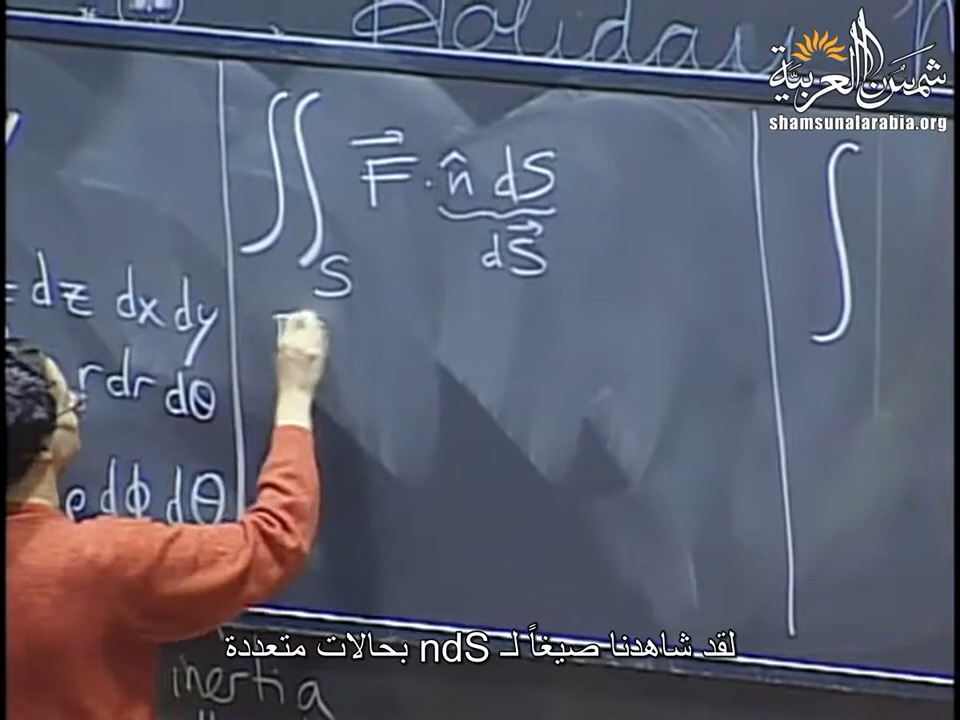 Holiday
شمس العربية
shamsunalarabia.org
∬_S F⃗ · n̂ dS
dS⃗
∫
dz dx dy
r dr dθ
ρ dϕ dθ
لقد شاهدنا صيغاً لـ ndS بحالات متعددة
inertia